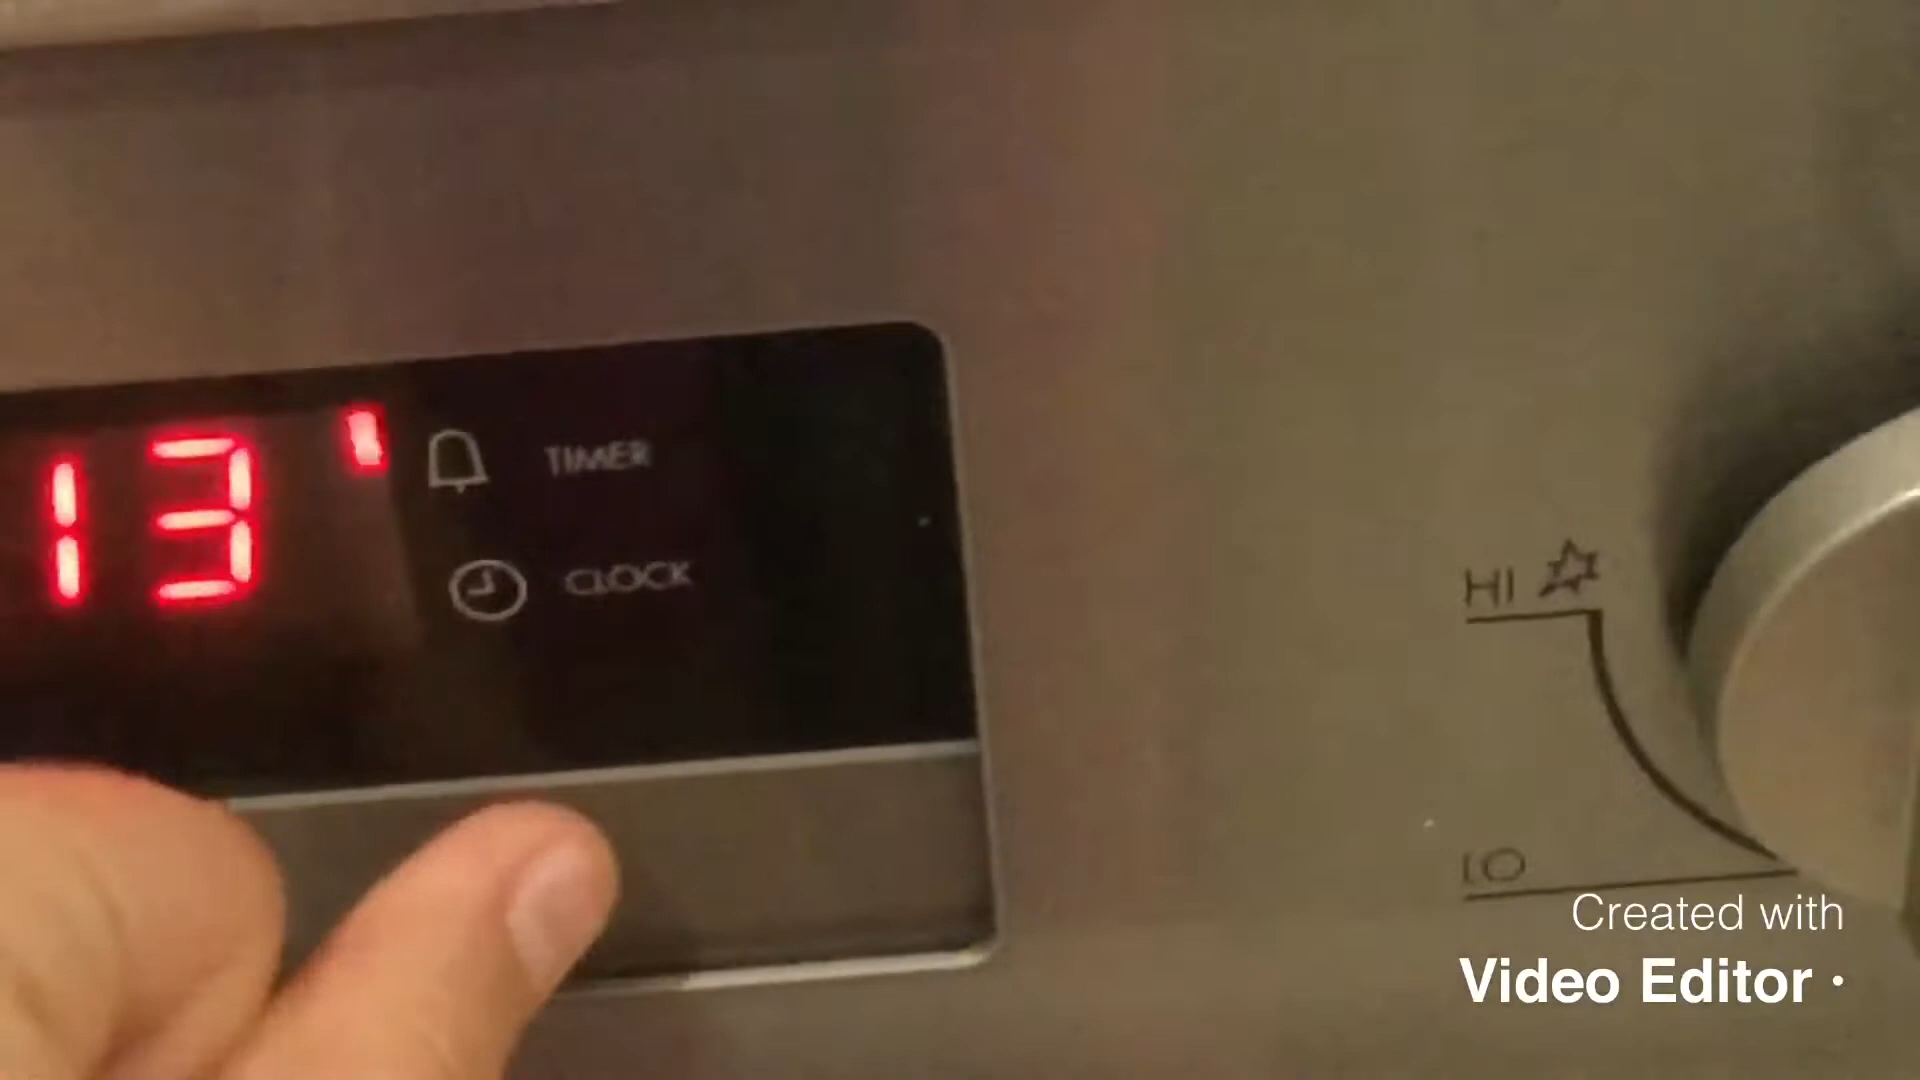 13'
TIMER
CLOCK
HI
LO
Created with
Video Editor •